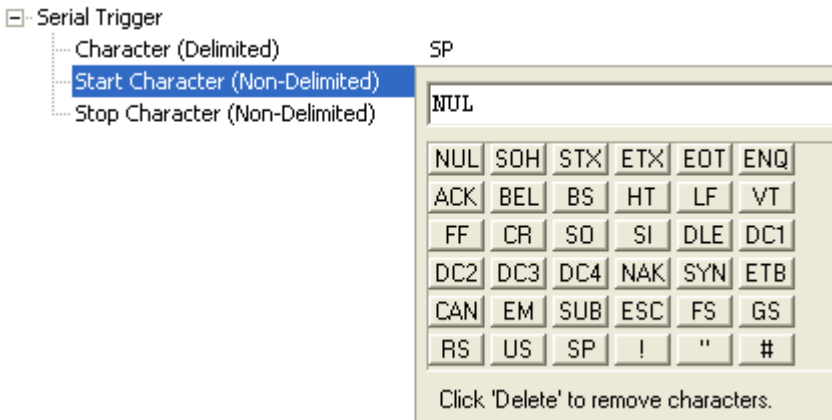 Serial Trigger
Character (Delimited) SP
Start Character (Non-Delimited)
Stop Character (Non-Delimited)
NUL
NUL SOH STX ETX EOT ENQ
ACK BEL BS HT LF VT
FF CR SO SI DLE DC1
DC2 DC3 DC4 NAK SYN ETB
CAN EM SUB ESC FS GS
RS US SP ! " #
Click 'Delete' to remove characters.